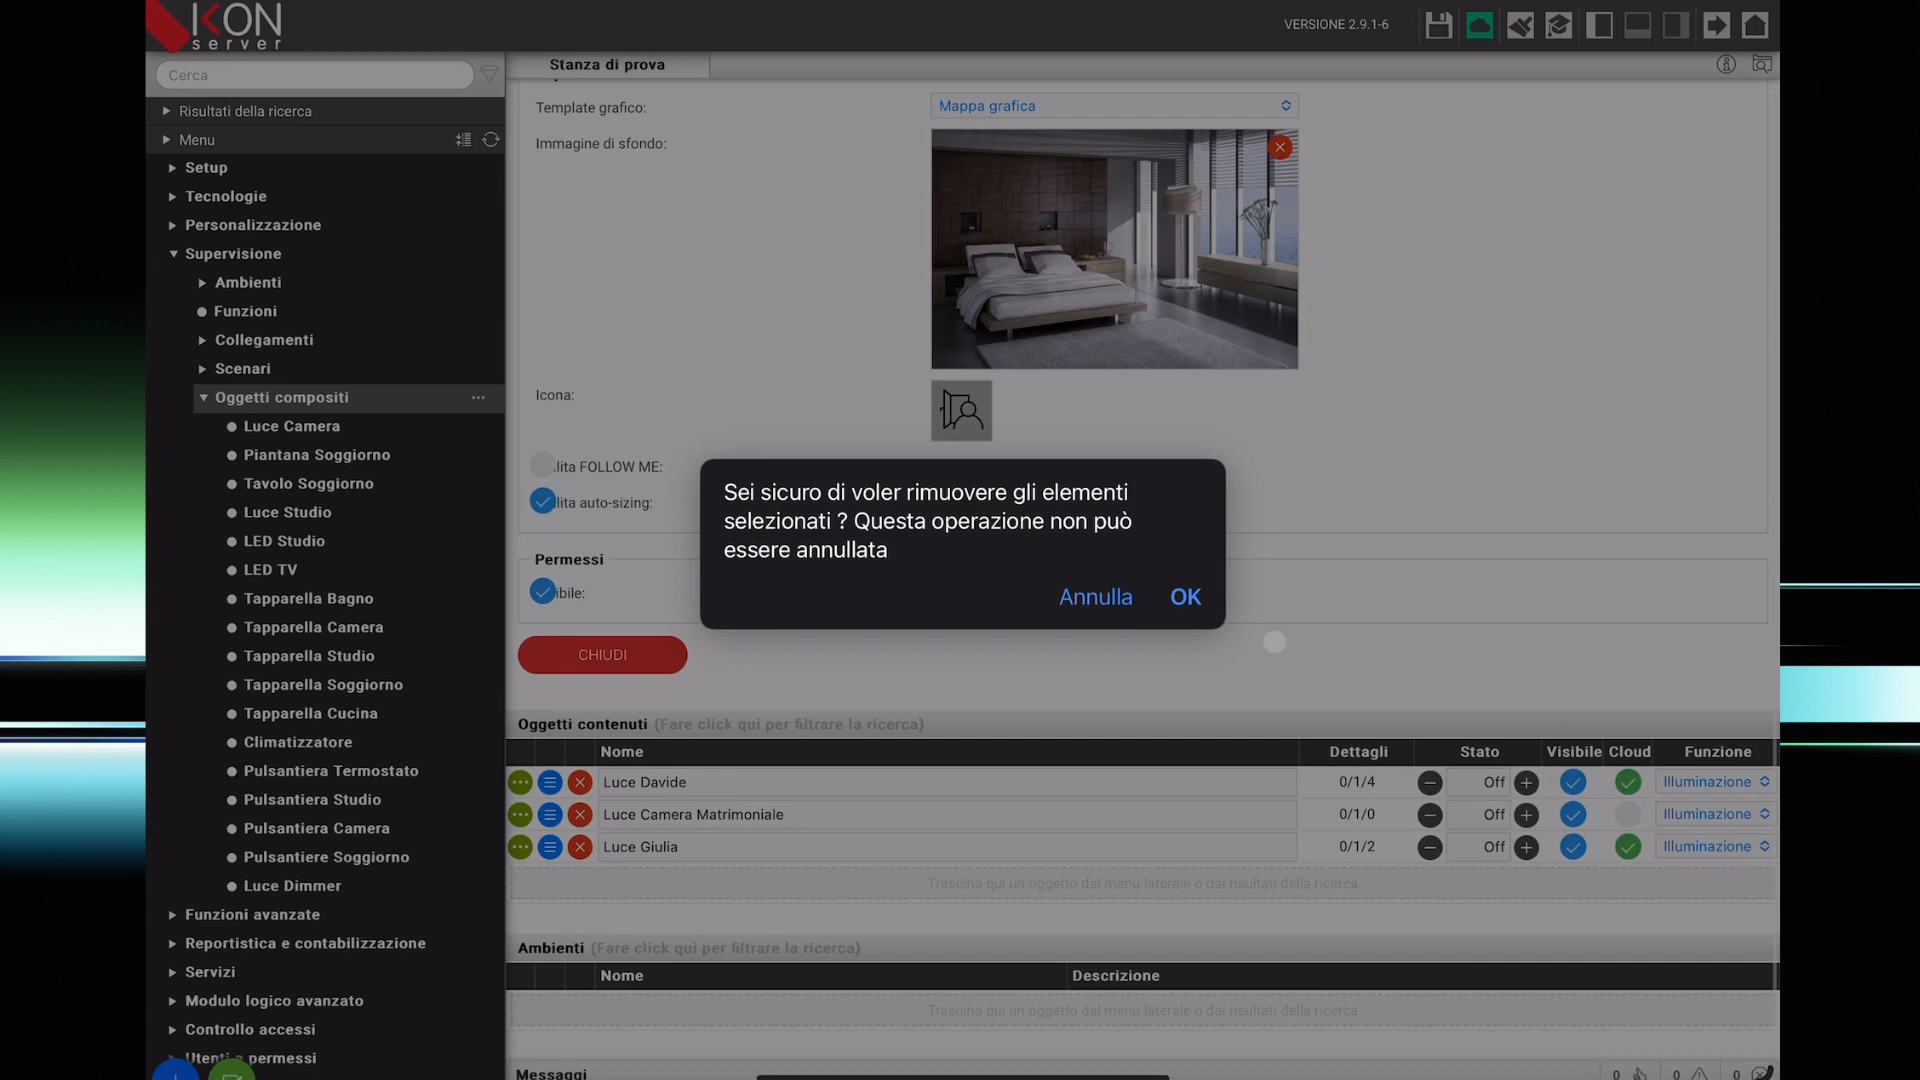 IKON
server
VERSIONE 2.9.1-6
Cerca
Risultati della ricerca
Menu
Setup
Tecnologie
Personalizzazione
Supervisione
Ambienti
Funzioni
Collegamenti
Scenari
Oggetti compositi
Luce Camera
Piantana Soggiorno
Tavolo Soggiorno
Luce Studio
LED Studio
LED TV
Tapparella Bagno
Tapparella Camera
Tapparella Studio
Tapparella Soggiorno
Tapparella Cucina
Climatizzatore
Pulsantiera Termostato
Pulsantiera Studio
Pulsantiera Camera
Pulsantiere Soggiorno
Luce Dimmer
Funzioni avanzate
Reportistica e contabilizzazione
Servizi
Modulo logico avanzato
Controllo accessi
Utenti e permessi
Stanza di prova
Template grafico:
Mappa grafica
Immagine di sfondo:
Icona:
lita FOLLOW ME:
lita auto-sizing:
Permessi
ibile:
Sei sicuro di voler rimuovere gli elementi
selezionati ? Questa operazione non può
essere annullata
Annulla OK
CHIUDI
Oggetti contenuti (Fare click qui per filtrare la ricerca)
Nome Dettagli Stato Visibile Cloud Funzione
Luce Davide 0/1/4 Off Illuminazione
Luce Camera Matrimoniale 0/1/0 Off Illuminazione
Luce Giulia 0/1/2 Off Illuminazione
Trascina qui un oggetto dal menu laterale o dai risultati della ricerca
Ambienti (Fare click qui per filtrare la ricerca)
Nome Descrizione
Trascina qui un oggetto dal menu laterale o dai risultati della ricerca
Messaggi 0 0 0